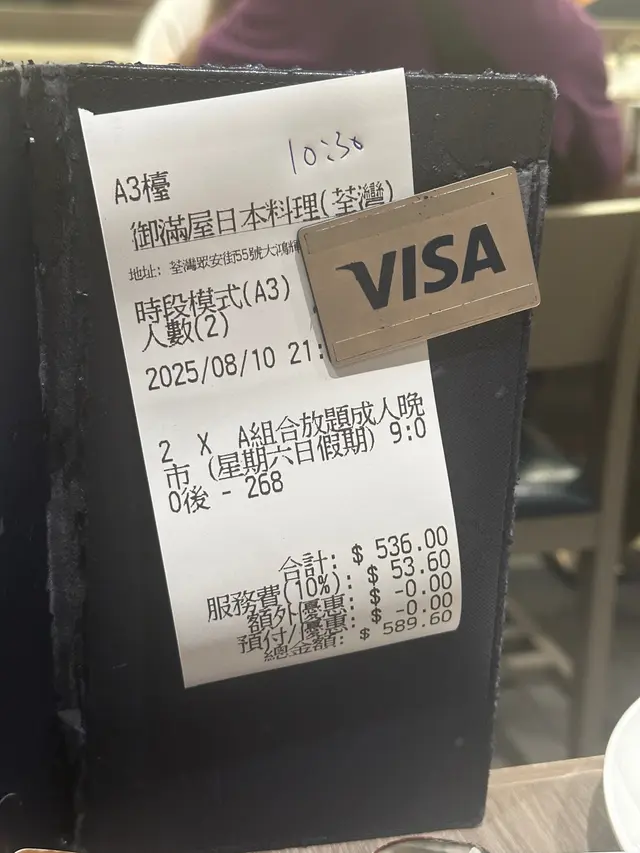 10:30
A3檯
御滿屋日本料理(荃灣)
地址: 荃灣眾安街55號大鴻輝
VISA
時段模式(A3)
人數(2)
2025/08/10 21:
2 X A組合放題成人晚
市 (星期六日假期) 9:0
0後 - 268
合計: $ 536.00
服務費(10%): $ 53.60
額外優惠: $ -0.00
預付/優惠: $ -0.00
總金額: $ 589.60